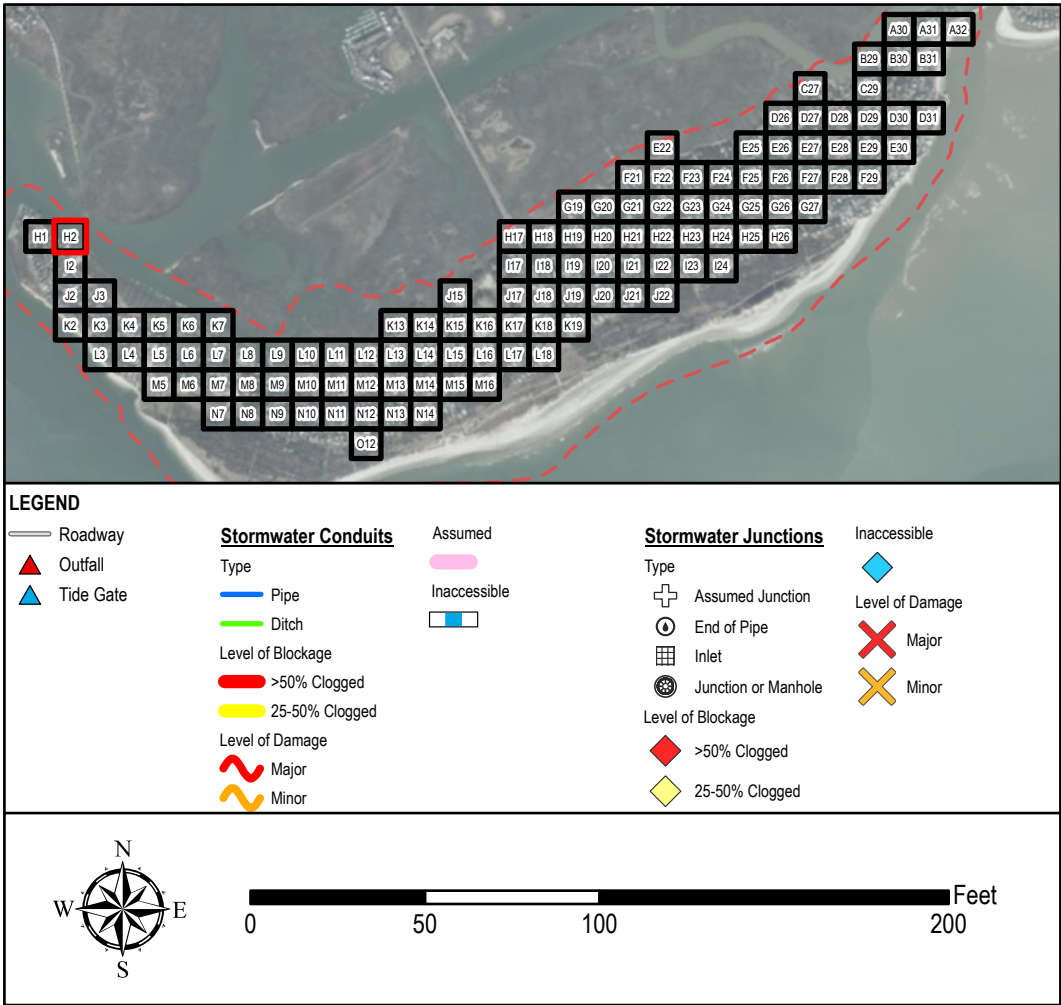 A30 A31 A32
B29 B30 B31
C27 C29
D26 D27 D28 D29 D30 D31
E22 E25 E26 E27 E28 E29 E30
F21 F22 F23 F24 F25 F26 F27 F28 F29
G19 G20 G21 G22 G23 G24 G25 G26 G27
H1 H2 H17 H18 H19 H20 H21 H22 H23 H24 H25 H26
I2 I17 I18 I19 I20 I21 I22 I23 I24
J2 J3 J15 J17 J18 J19 J20 J21 J22
K2 K3 K4 K5 K6 K7 K13 K14 K15 K16 K17 K18 K19
L3 L4 L5 L6 L7 L8 L9 L10 L11 L12 L13 L14 L15 L16 L17 L18
M5 M6 M7 M8 M9 M10 M11 M12 M13 M14 M15 M16
N7 N8 N9 N10 N11 N12 N13 N14
O12
LEGEND
Roadway
Outfall
Tide Gate
Stormwater Conduits
Type
Pipe
Ditch
Level of Blockage
>50% Clogged
25-50% Clogged
Level of Damage
Major
Minor
Assumed
Inaccessible
Stormwater Junctions
Type
Assumed Junction
End of Pipe
Inlet
Junction or Manhole
Level of Blockage
>50% Clogged
25-50% Clogged
Inaccessible
Level of Damage
Major
Minor
N
W E
S
Feet
0 50 100 200